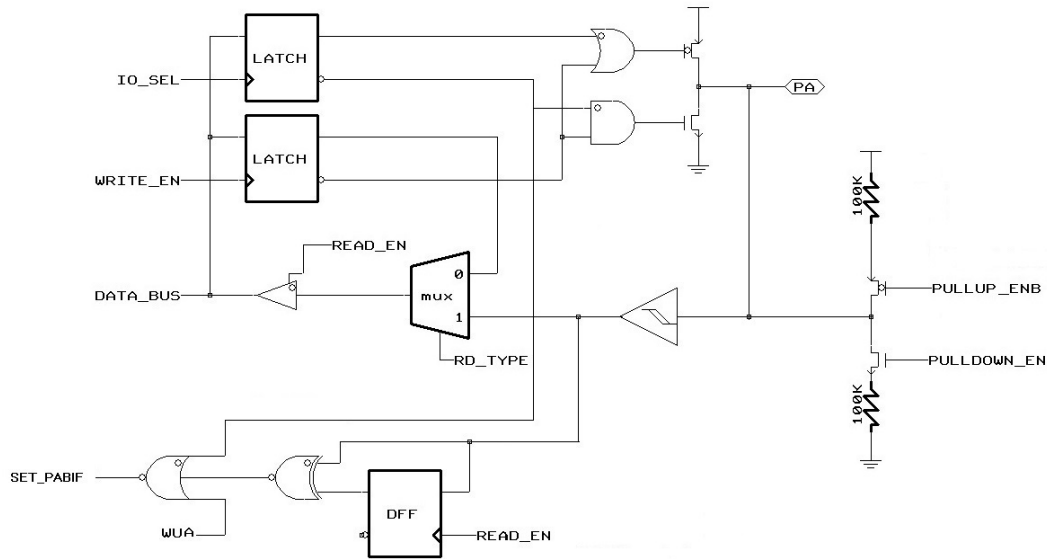 LATCH
IO_SEL
PA
LATCH
WRITE_EN
100K
READ_EN
0
DATA_BUS
mux
PULLUP_ENB
1
RD_TYPE
PULLDOWN_EN
100K
SET_PABIF
DFF
WUA
READ_EN